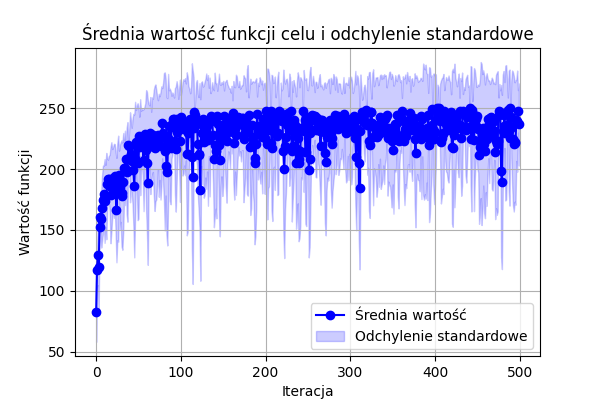 Średnia wartość funkcji celu i odchylenie standardowe
Wartość funkcji
250
200
150
100
50
0
100
200
300
400
500
Iteracja
Średnia wartość
Odchylenie standardowe